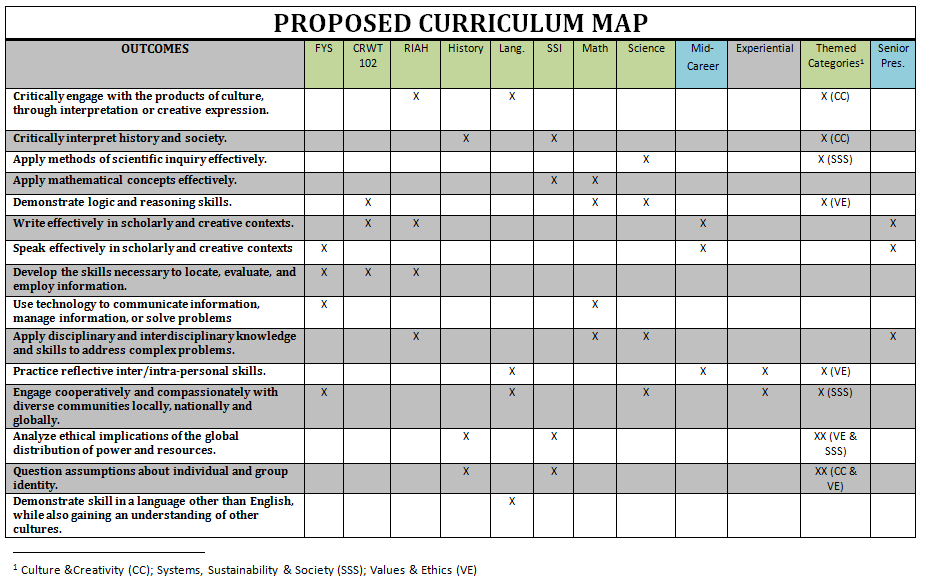 PROPOSED CURRICULUM MAP
OUTCOMES FYS CRWT RIAH History Lang. SSI Math Science Mid- Experiential Themed Senior
102 Career Categories¹ Pres.
Critically engage with the products of culture, X X X (CC)
through interpretation or creative expression.
Critically interpret history and society. X X X (CC)
Apply methods of scientific inquiry effectively. X X (SSS)
Apply mathematical concepts effectively. X X
Demonstrate logic and reasoning skills. X X X X (VE)
Write effectively in scholarly and creative contexts. X X X X
Speak effectively in scholarly and creative contexts X X X
Develop the skills necessary to locate, evaluate, and X X X
employ information.
Use technology to communicate information, X X
manage information, or solve problems
Apply disciplinary and interdisciplinary knowledge X X X X
and skills to address complex problems.
Practice reflective inter/intra-personal skills. X X X X (VE)
Engage cooperatively and compassionately with X X X X X (SSS)
diverse communities locally, nationally and
globally.
Analyze ethical implications of the global X X XX (VE &
distribution of power and resources. SSS)
Question assumptions about individual and group X X XX (CC &
identity. VE)
Demonstrate skill in a language other than English, X
while also gaining an understanding of other
cultures.
¹ Culture &Creativity (CC); Systems, Sustainability & Society (SSS); Values & Ethics (VE)